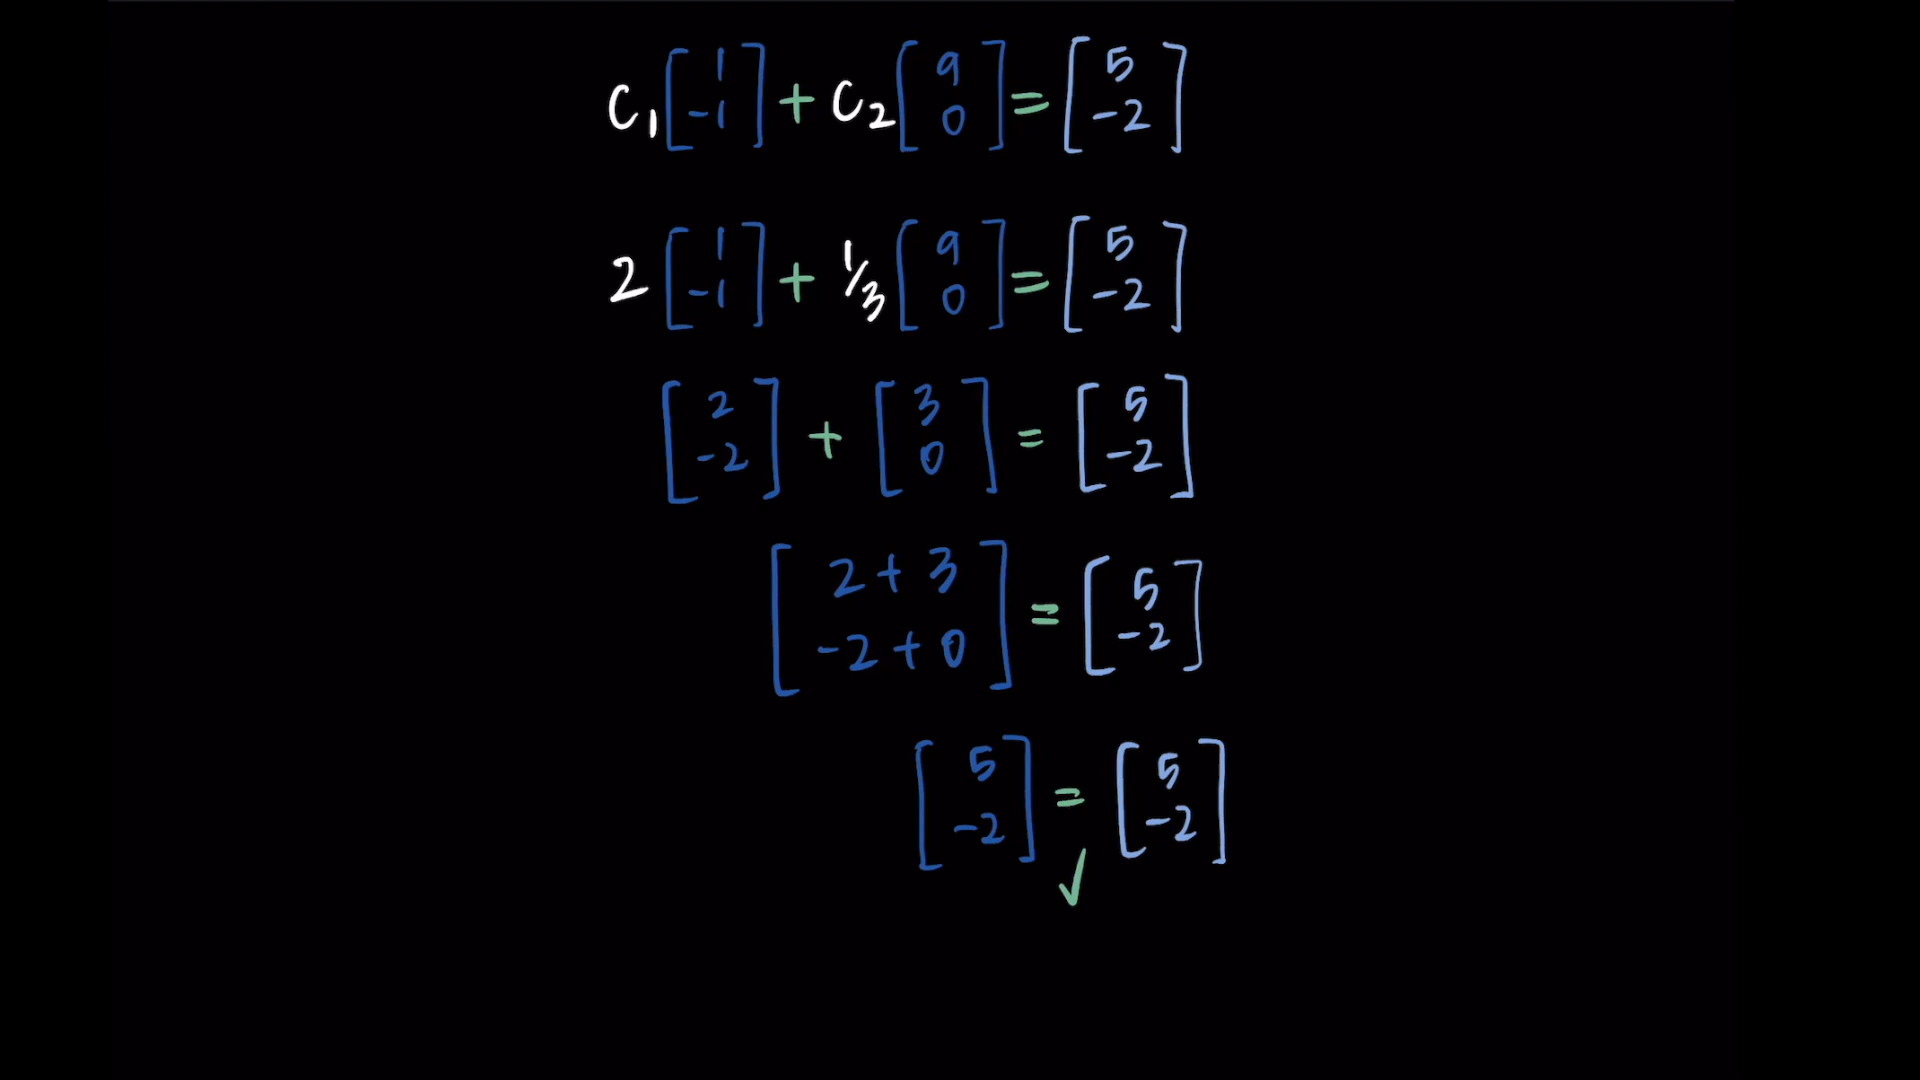 C₁ [1 -1] + C₂ [9 0] = [5 -2]
2 [1 -1] + 1/3 [9 0] = [5 -2]
[2 -2] + [3 0] = [5 -2]
[2+3 -2+0] = [5 -2]
[5 -2] = [5 -2]
✓